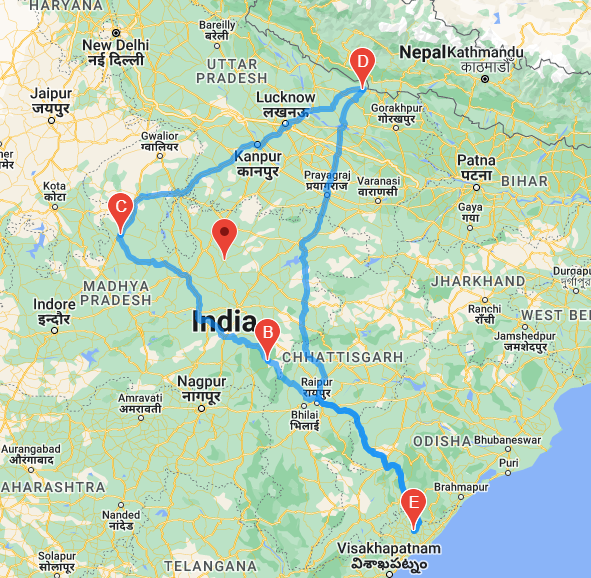 HARYANA
New Delhi
नई दिल्ली
Bareilly
बरेली
UTTAR
PRADESH
D
Nepal
Kathmandu
काठमाडौं
Jaipur
जयपुर
Lucknow
लखनऊ
Gorakhpur
गोरखपुर
Gwalior
ग्वालियर
Kanpur
कानपुर
Patna
पटना
BIHAR
Kota
कोटा
Prayagraj
प्रयागराज
Varanasi
वाराणसी
C
Gaya
गया
MADHYA
PRADESH
JHARKHAND
Durgapu
Indore
इन्दौर
India
B
Ranchi
राँची
WEST BEN
Jamshedpur
जमशेदपुर
CHHATTISGARH
Nagpur
नागपूर
Raipur
रायपुर
Amravati
अमरावती
Bhilai
भिलाई
ODISHA
Bhubaneswar
Puri
Aurangabad
औरंगाबाद
AHARASHTRA
E
Brahmapur
Nanded
नांदेड
Visakhapatnam
విశాఖపట్నం
Solapur
सोलापूर
TELANGANA